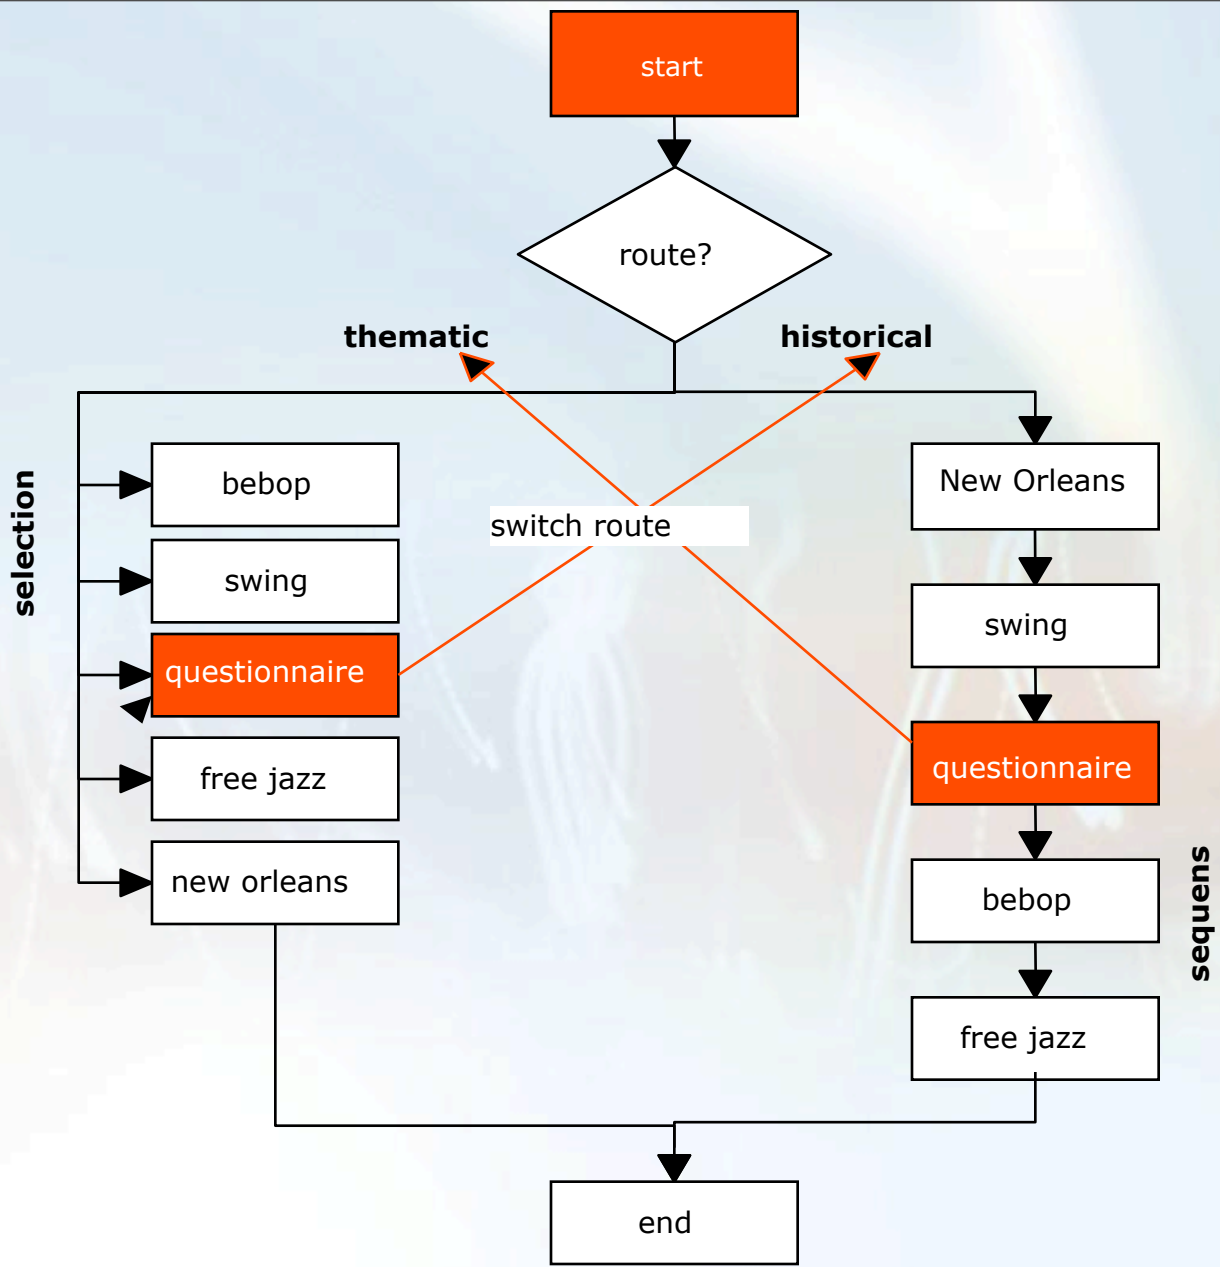 start
route?
thematic
historical
selection
bebop
swing
questionnaire
free jazz
new orleans
switch route
New Orleans
swing
questionnaire
bebop
free jazz
sequens
end